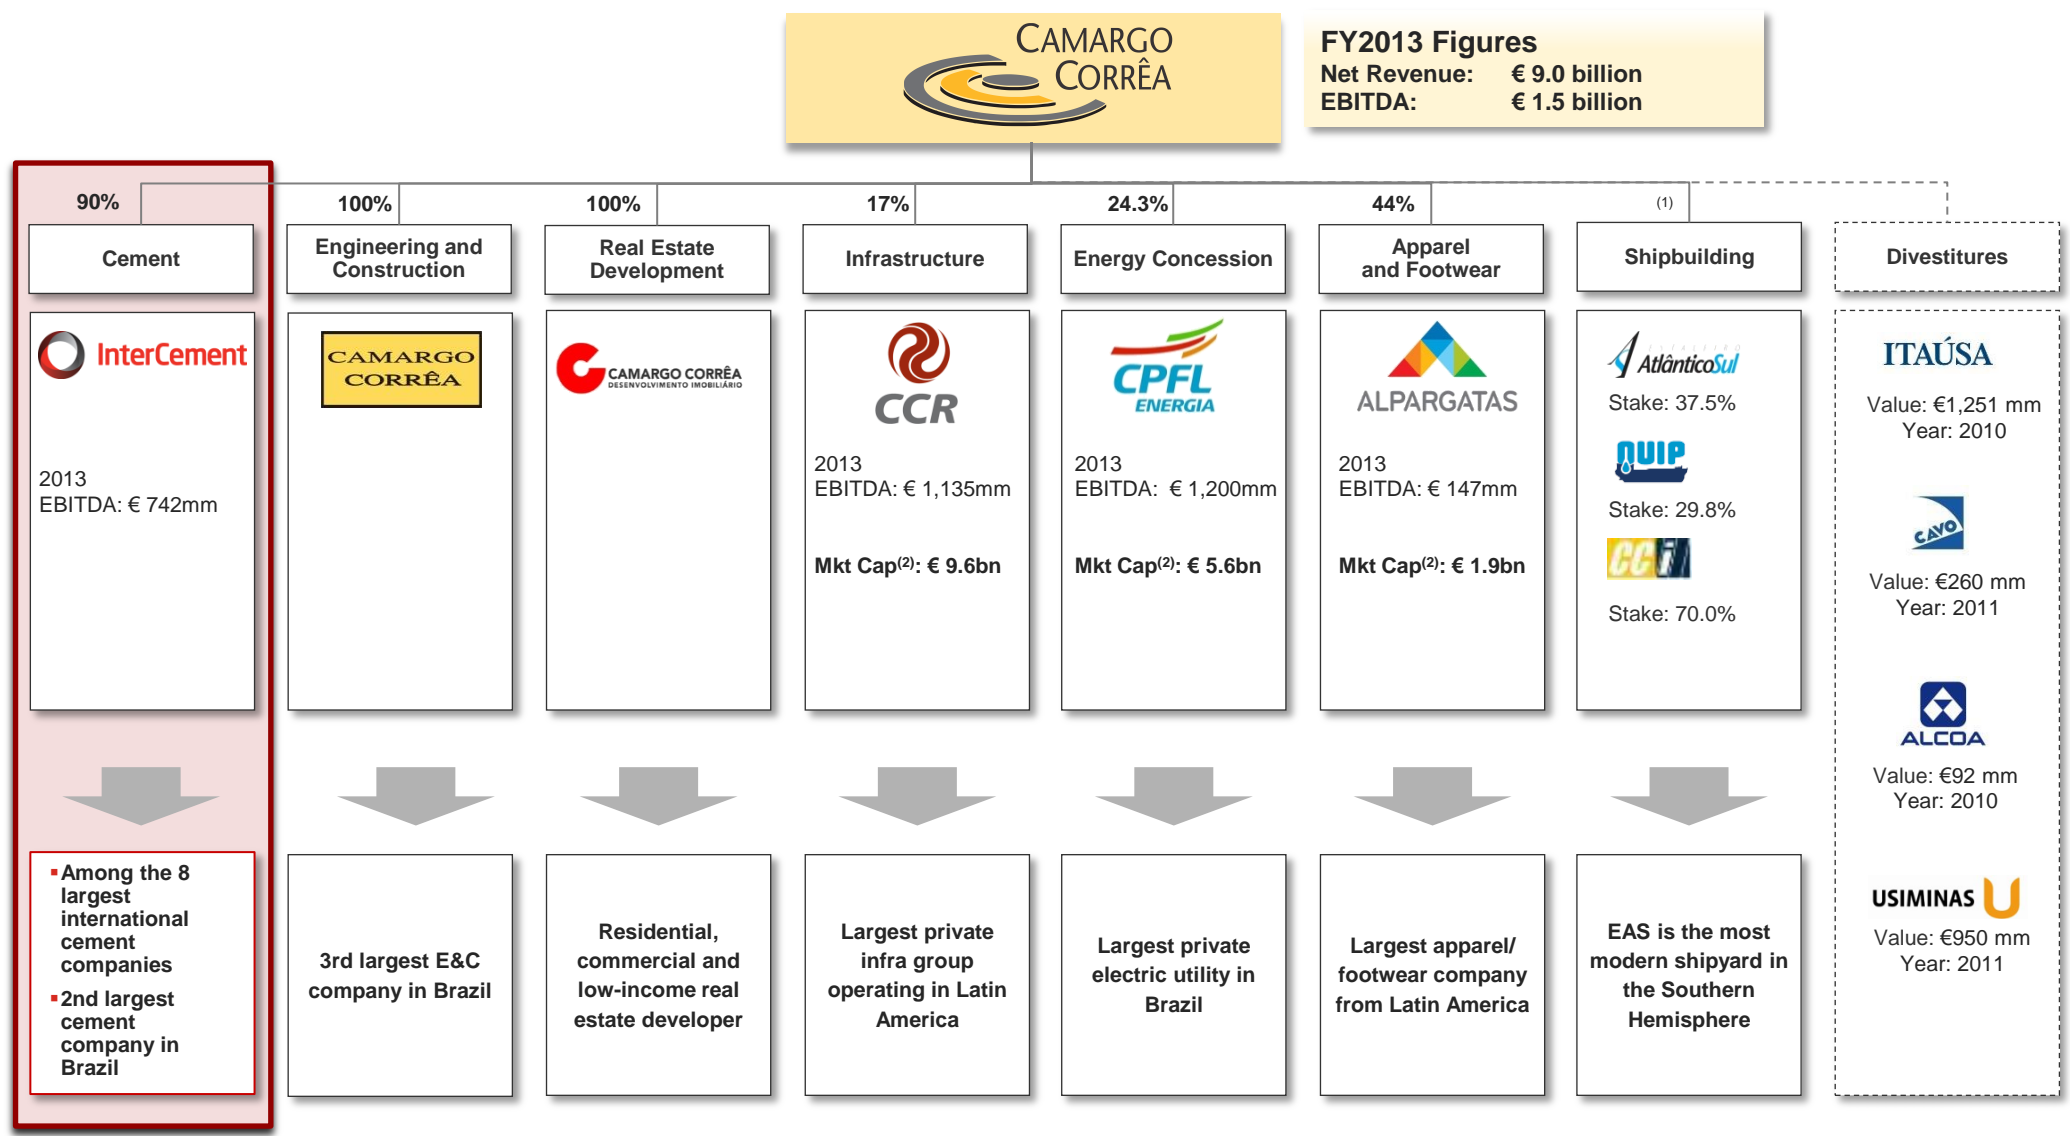 CAMARGO
CORRÊA
FY2013 Figures
Net Revenue: € 9.0 billion
EBITDA: € 1.5 billion
90%
Cement
InterCement
2013
EBITDA: € 742mm
▪Among the 8
largest
international
cement
companies
▪2nd largest
cement
company in
Brazil
100%
Engineering and
Construction
CAMARGO
CORRÊA
3rd largest E&C
company in Brazil
100%
Real Estate
Development
CAMARGO CORRÊA
DESENVOLVIMENTO IMOBILIÁRIO
Residential,
commercial and
low-income real
estate developer
17%
Infrastructure
CCR
2013
EBITDA: € 1,135mm
Mkt Cap(2): € 9.6bn
Largest private
infra group
operating in Latin
America
24.3%
Energy Concession
CPFL
ENERGIA
2013
EBITDA: € 1,200mm
Mkt Cap(2): € 5.6bn
Largest private
electric utility in
Brazil
44%
Apparel
and Footwear
ALPARGATAS
2013
EBITDA: € 147mm
Mkt Cap(2): € 1.9bn
Largest apparel/
footwear company
from Latin America
(1)
Shipbuilding
ESTALEIRO
AtlânticoSul
Stake: 37.5%
QUIP
Stake: 29.8%
CCi
Stake: 70.0%
EAS is the most
modern shipyard in
the Southern
Hemisphere
Divestitures
ITAÚSA
Value: €1,251 mm
Year: 2010
CAVO
Value: €260 mm
Year: 2011
ALCOA
Value: €92 mm
Year: 2010
USIMINAS
Value: €950 mm
Year: 2011